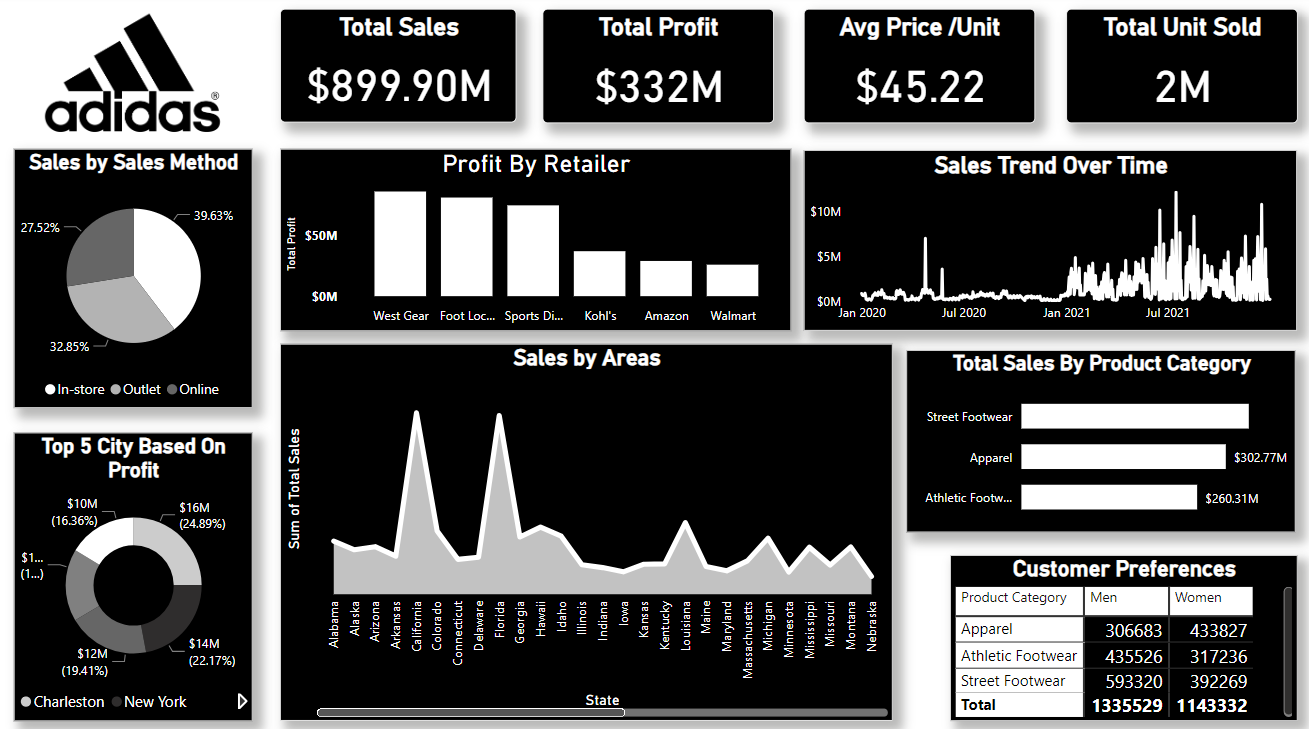 adidas
®
Total Sales
$899.90M
Total Profit
$332M
Avg Price /Unit
$45.22
Total Unit Sold
2M
Sales by Sales Method
39.63%
27.52%
32.85%
In-store Outlet Online
Profit By Retailer
Total Profit
$50M
$0M
West Gear Foot Loc... Sports Di... Kohl's Amazon Walmart
Sales Trend Over Time
$10M
$5M
$0M
Jan 2020 Jul 2020 Jan 2021 Jul 2021
Top 5 City Based On
Profit
$10M
(16.36%)
$16M
(24.89%)
$1...
(1...)
$14M
(22.17%)
$12M
(19.41%)
Charleston New York
Sales by Areas
Sum of Total Sales
Alabama
Alaska
Arizona
Arkansas
California
Colorado
Connecticut
Delaware
Florida
Georgia
Hawaii
Idaho
Illinois
Indiana
Iowa
Kansas
Kentucky
Louisiana
Maine
Maryland
Massachusetts
Michigan
Minnesota
Mississippi
Missouri
Montana
Nebraska
State
Total Sales By Product Category
Street Footwear
Apparel $302.77M
Athletic Footw... $260.31M
Customer Preferences
Product Category Men Women
Apparel 306683 433827
Athletic Footwear 435526 317236
Street Footwear 593320 392269
Total 1335529 1143332